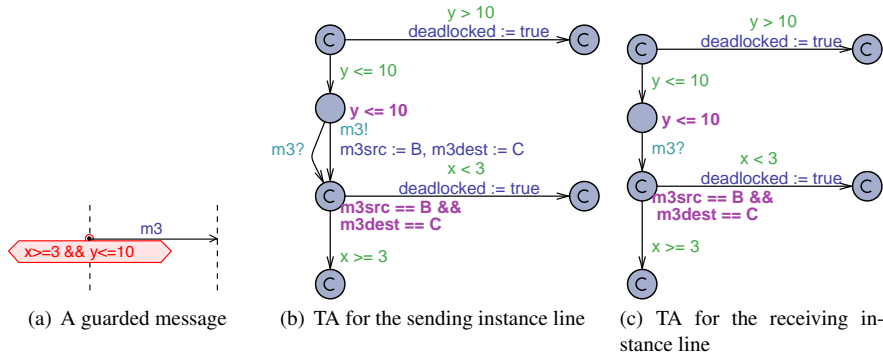 m3
x>=3 && y<=10
(a) A guarded message
y > 10
C
deadlocked := true
C
y <= 10
y <= 10
m3!
m3?
m3src := B, m3dest := C
x < 3
C
deadlocked := true
C
m3src == B &&
m3dest == C
x >= 3
C
(b) TA for the sending instance line
y > 10
C
deadlocked := true
C
y <= 10
y <= 10
m3?
x < 3
C
deadlocked := true
C
m3src == B &&
m3dest == C
x >= 3
C
(c) TA for the receiving in-
stance line